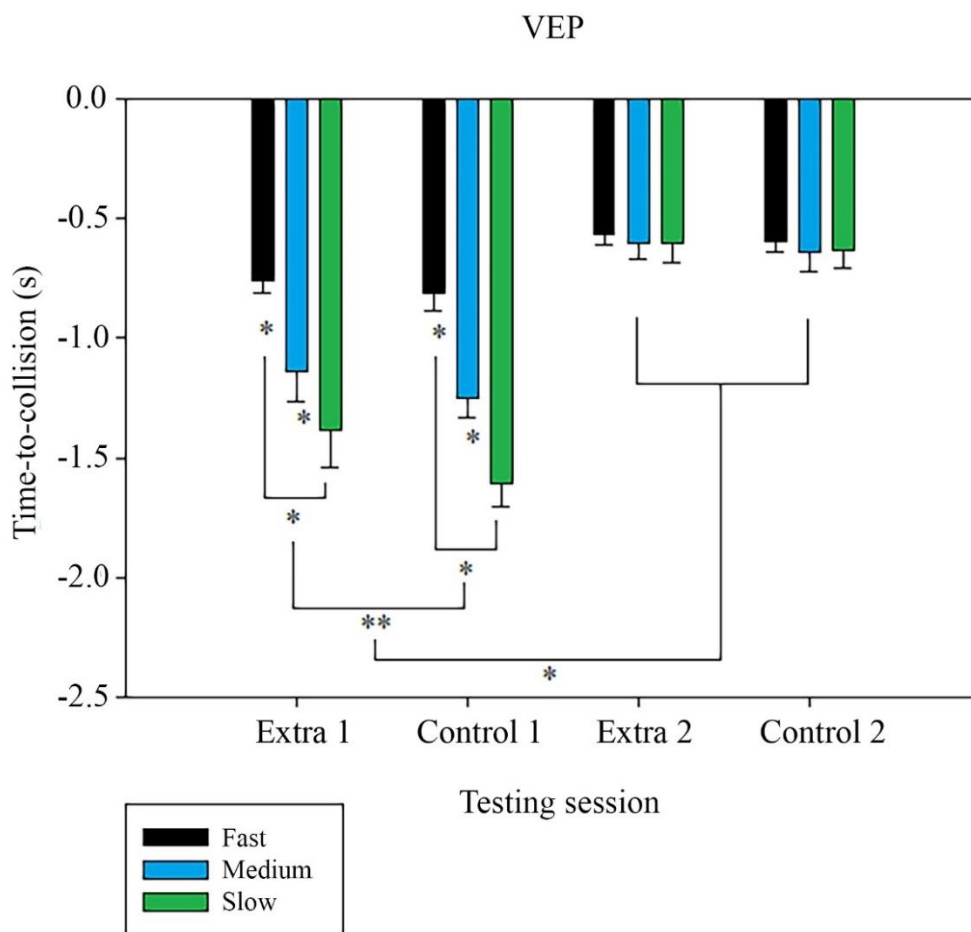 VEP
0.0
-0.5
-1.0
-1.5
-2.0
-2.5
Time-to-collision (s)
*
*
*
*
*
*
**
*
Extra 1 Control 1 Extra 2 Control 2
Testing session
Fast
Medium
Slow